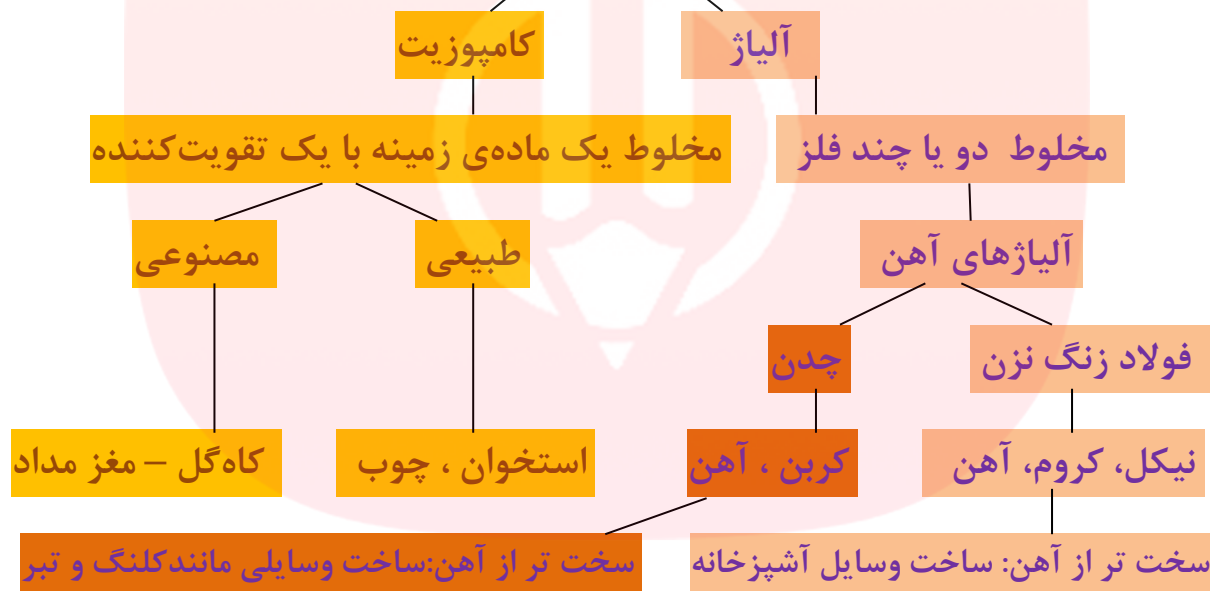 آلیاژ
کامپوزیت
مخلوط دو یا چند فلز
مخلوط یک ماده‌ی زمینه با یک تقویت‌کننده
آلیاژهای آهن
طبیعی
مصنوعی
فولاد زنگ نزن
چدن
نیکل، کروم، آهن
کربن ، آهن
استخوان ، چوب
کاه‌گل – مغز مداد
سخت تر از آهن: ساخت وسایل آشپزخانه
سخت تر از آهن:ساخت وسایلی مانندکلنگ و تبر